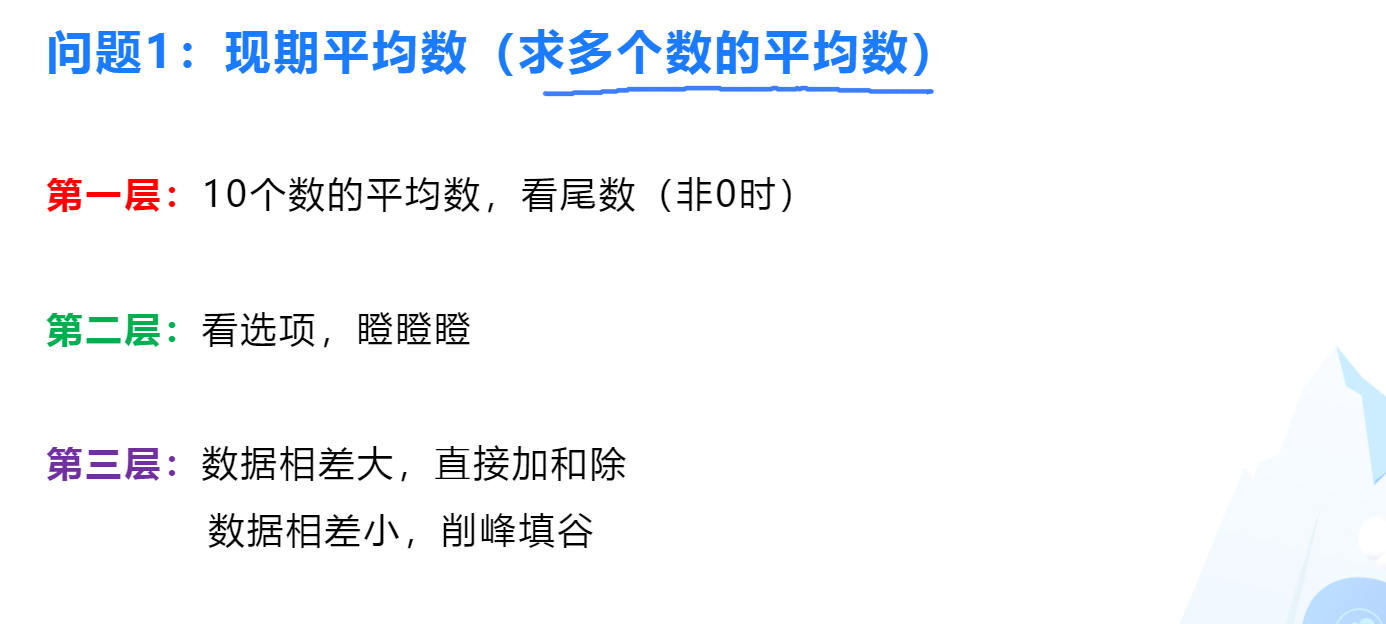 问题1：现期平均数（求多个数的平均数）
第一层：10个数的平均数，看尾数（非0时）
第二层：看选项，瞪瞪瞪
第三层：数据相差大，直接加和除
数据相差小，削峰填谷